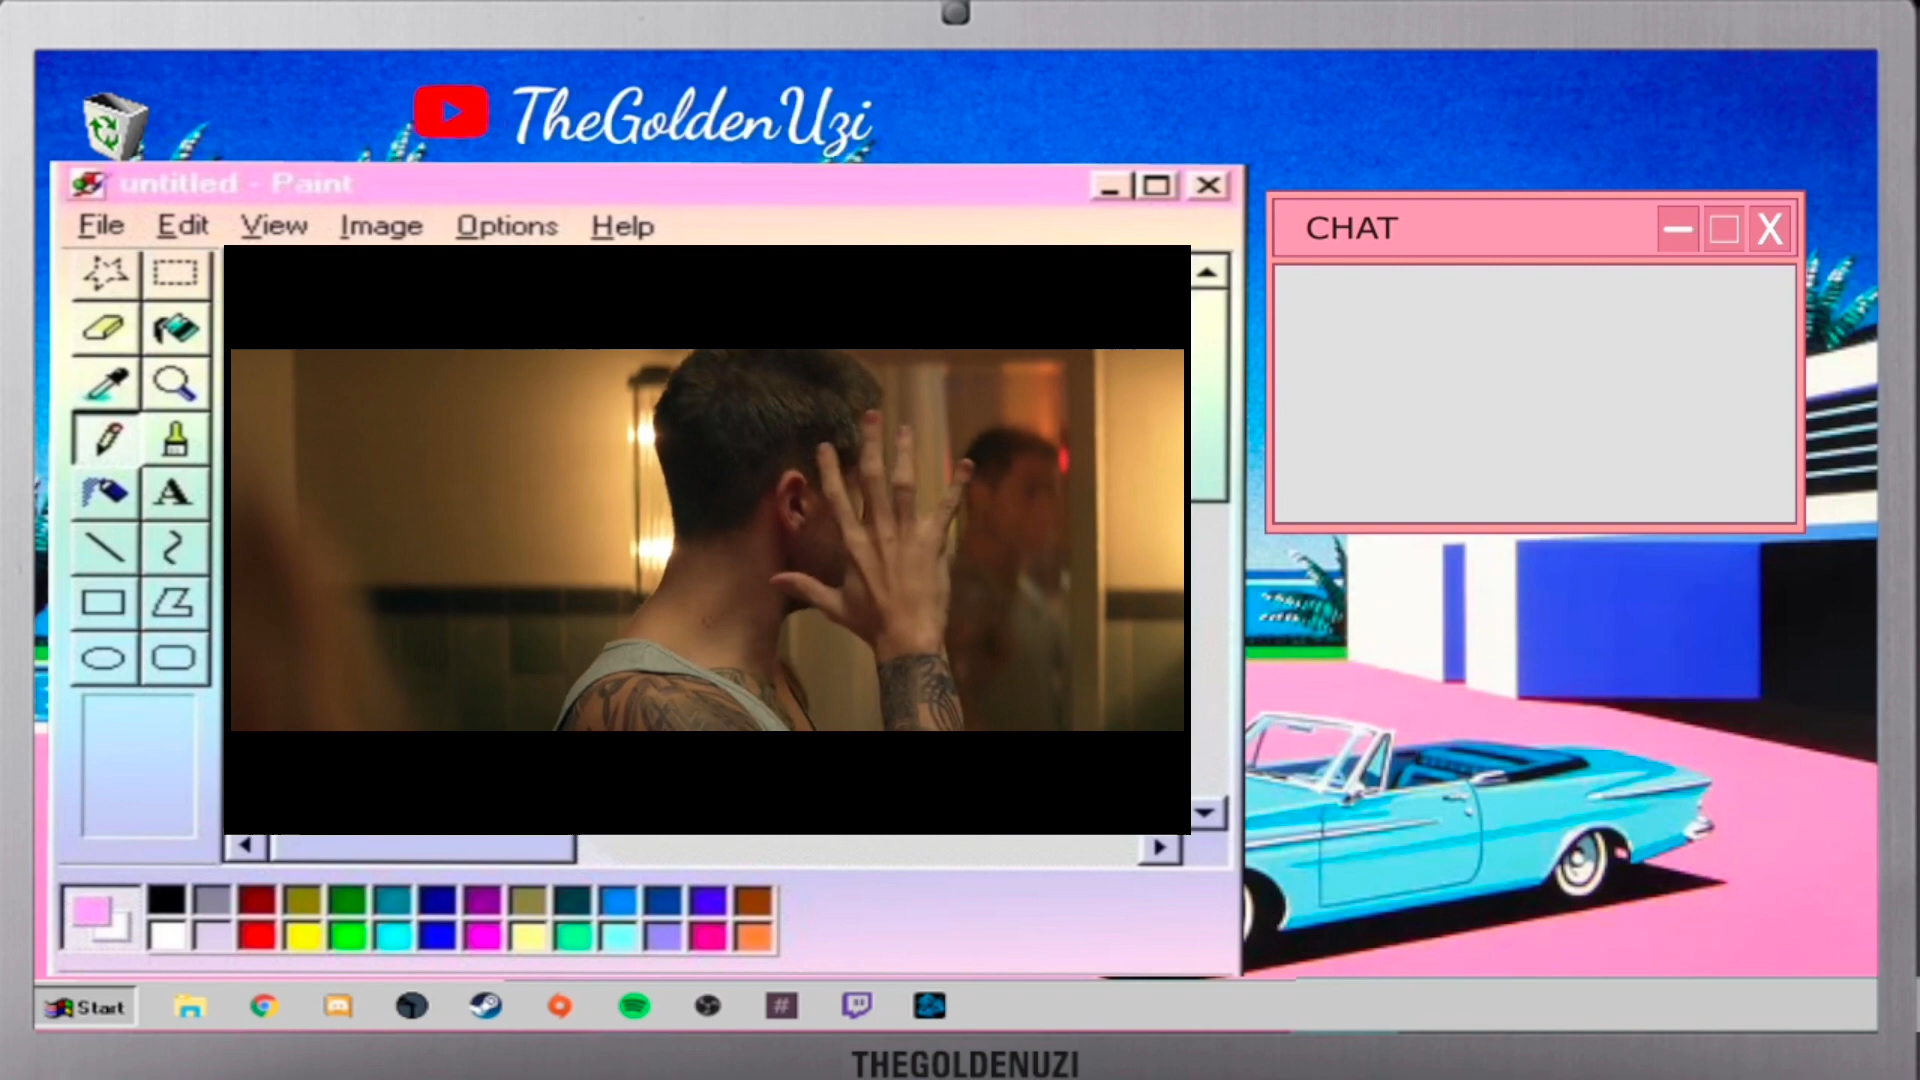 TheGoldenUzi
untitled - Paint
File Edit View Image Options Help
CHAT
X
A
Start
#
THEGOLDENUZI